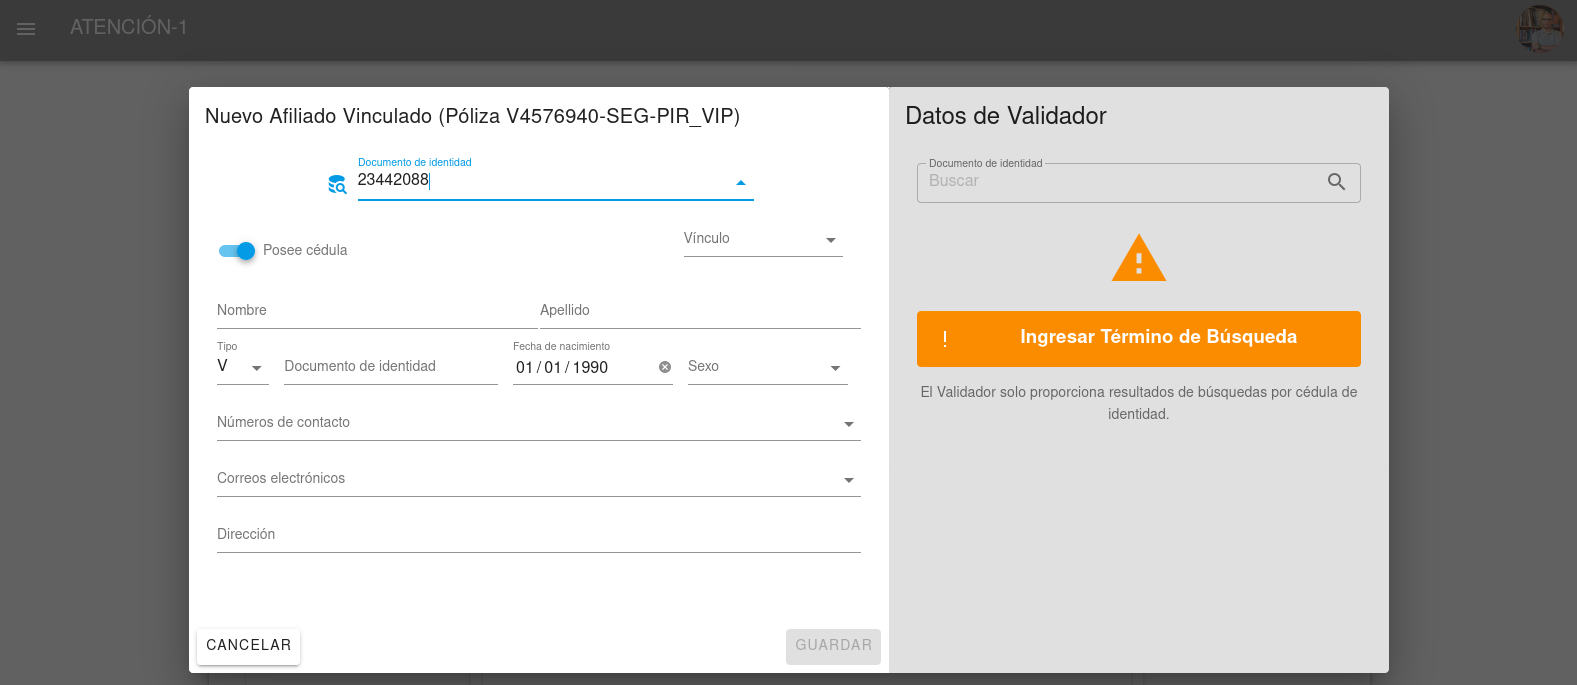 ATENCIÓN-1
Nuevo Afiliado Vinculado (Póliza V4576940-SEG-PIR_VIP)
Documento de identidad
23442088
Posee cédula
Vínculo
Nombre
Apellido
Tipo
V
Documento de identidad
Fecha de nacimiento
01/01/1990
Sexo
Números de contacto
Correos electrónicos
Dirección
CANCELAR
GUARDAR
Datos de Validador
Documento de identidad
Buscar
Ingresar Término de Búsqueda
El Validador solo proporciona resultados de búsquedas por cédula de
identidad.